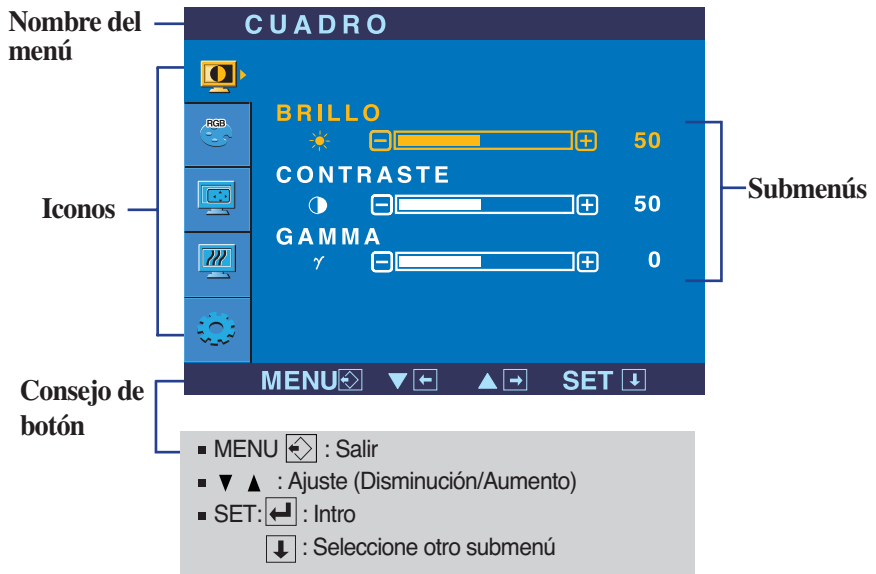 Nombre del
menú
CUADRO
RGB
BRILLO
50
CONTRASTE
50
GAMMA
γ 0
Iconos
Submenús
MENU ▼ ← ▲ → SET ↓
Consejo de
botón
▪ MENU : Salir
▪ ▼ ▲ : Ajuste (Disminución/Aumento)
▪ SET: ↵ : Intro
↓ : Seleccione otro submenú